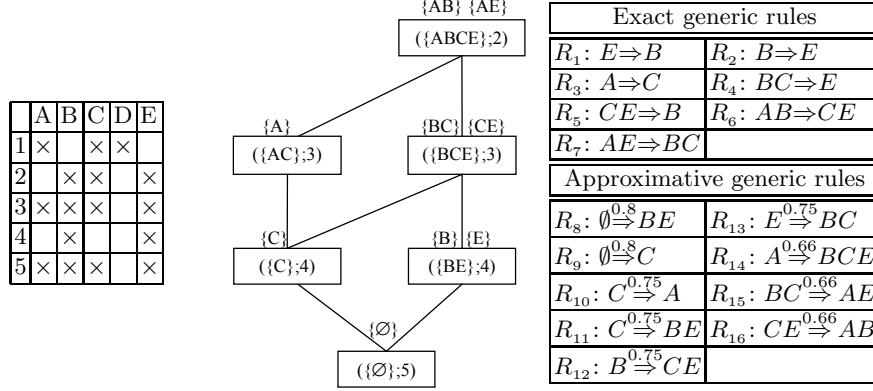 A B C D E
1 × × ×
2 × × ×
3 × × × ×
4 × ×
5 × × × ×
{AB} {AE}
({ABCE};2)
{A}
{BC} {CE}
({AC};3)
({BCE};3)
{C}
{B} {E}
({C};4)
({BE};4)
{∅}
({∅};5)
Exact generic rules
R₁: E⇒B R₂: B⇒E
R₃: A⇒C R₄: BC⇒E
R₅: CE⇒B R₆: AB⇒CE
R₇: AE⇒BC
Approximative generic rules
R₈: ∅ 0.8⇒ BE R₁₃: E 0.75⇒ BC
R₉: ∅ 0.8⇒ C R₁₄: A 0.66⇒ BCE
R₁₀: C 0.75⇒ A R₁₅: BC 0.66⇒ AE
R₁₁: C 0.75⇒ BE R₁₆: CE 0.66⇒ AB
R₁₂: B 0.75⇒ CE